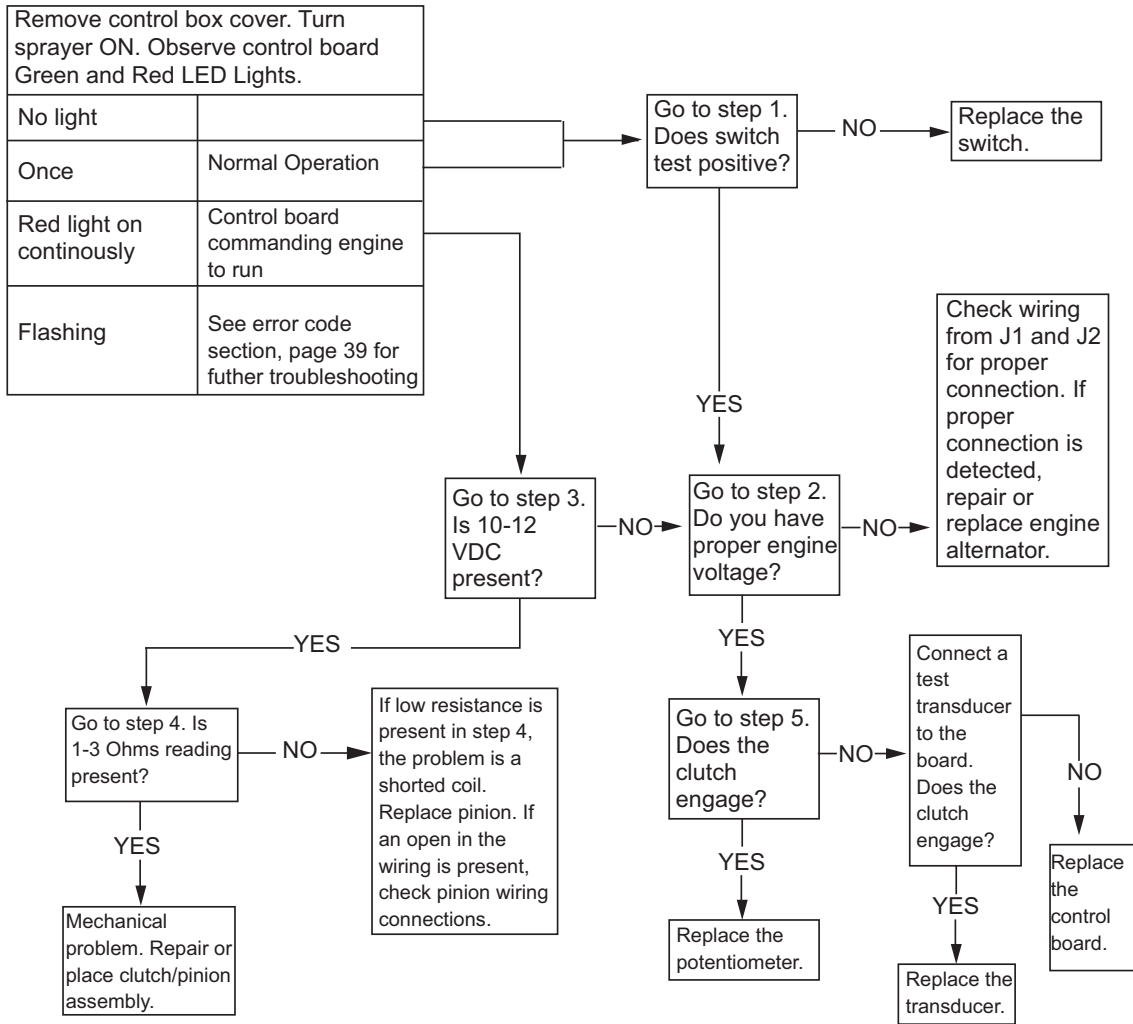 Remove control box cover. Turn
sprayer ON. Observe control board
Green and Red LED Lights.
No light
Once
Normal Operation
Red light on
continously
Control board
commanding engine
to run
Flashing
See error code
section, page 39 for
futher troubleshooting
Go to step 1.
Does switch
test positive?
NO
Replace the
switch.
YES
Go to step 3.
Is 10-12
VDC
present?
NO
Go to step 2.
Do you have
proper engine
voltage?
NO
Check wiring
from J1 and J2
for proper
connection. If
proper
connection is
detected,
repair or
replace engine
alternator.
YES
YES
Go to step 4. Is
1-3 Ohms reading
present?
NO
If low resistance is
present in step 4,
the problem is a
shorted coil.
Replace pinion. If
an open in the
wiring is present,
check pinion wiring
connections.
YES
Mechanical
problem. Repair or
place clutch/pinion
assembly.
Go to step 5.
Does the
clutch
engage?
NO
Connect a
test
transducer
to the
board.
Does the
clutch
engage?
NO
YES
Replace the
potentiometer.
YES
Replace the
transducer.
Replace
the
control
board.